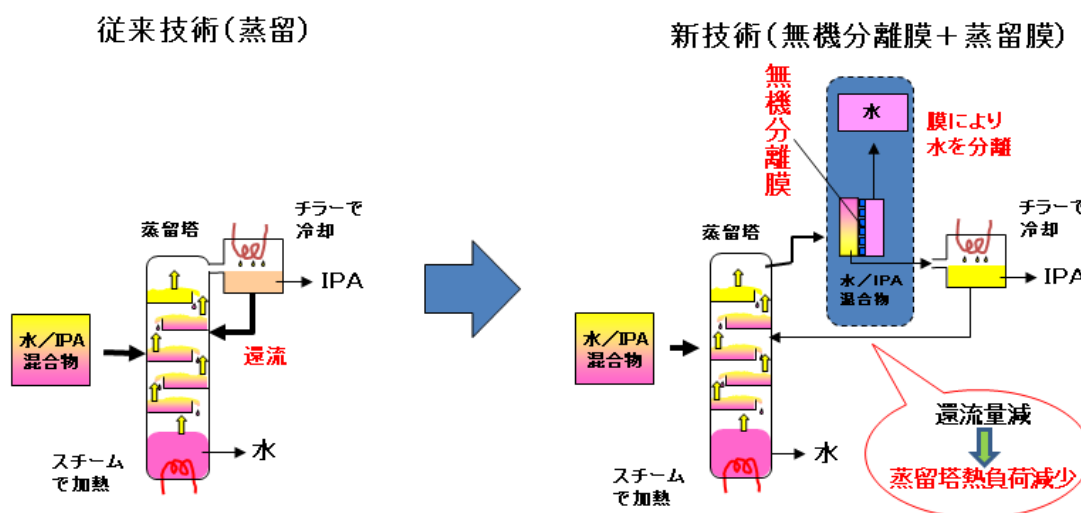 従来技術(蒸留)
蒸留塔
チラーで
冷却
IPA
水/IPA
混合物
還流
水
スチーム
で加熱
新技術(無機分離膜+蒸留膜)
無機分離膜
水
膜により
水を分離
蒸留塔
チラーで
冷却
水/IPA
混合物
IPA
水/IPA
混合物
水
スチーム
で加熱
還流量減
蒸留塔熱負荷減少